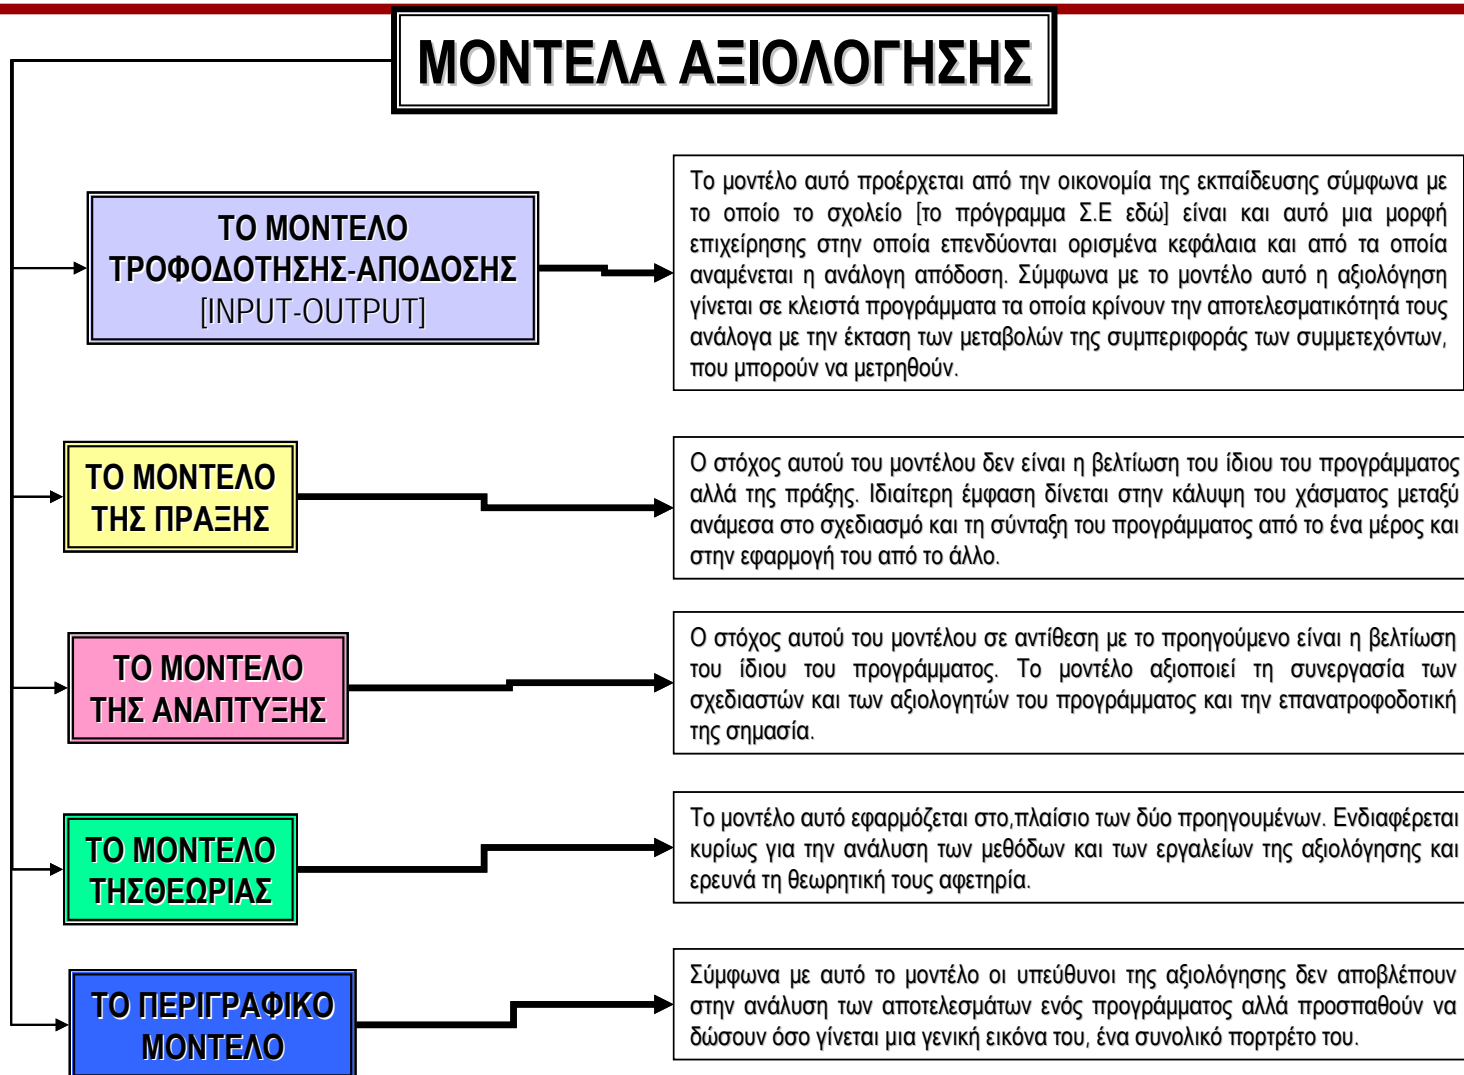 ΜΟΝΤΕΛΑ ΑΞΙΟΛΟΓΗΣΗΣ
ΤΟ ΜΟΝΤΕΛΟ
ΤΡΟΦΟΔΟΤΗΣΗΣ-ΑΠΟΔΟΣΗΣ
[INPUT-OUTPUT]
Το μοντέλο αυτό προέρχεται από την οικονομία της εκπαίδευσης σύμφωνα με
το οποίο το σχολείο [το πρόγραμμα Σ.Ε εδώ] είναι και αυτό μια μορφή
επιχείρησης στην οποία επενδύονται ορισμένα κεφάλαια και από τα οποία
αναμένεται η ανάλογη απόδοση. Σύμφωνα με το μοντέλο αυτό η αξιολόγηση
γίνεται σε κλειστά προγράμματα τα οποία κρίνουν την αποτελεσματικότητά τους
ανάλογα με την έκταση των μεταβολών της συμπεριφοράς των συμμετεχόντων,
που μπορούν να μετρηθούν.
ΤΟ ΜΟΝΤΕΛΟ
ΤΗΣ ΠΡΑΞΗΣ
Ο στόχος αυτού του μοντέλου δεν είναι η βελτίωση του ίδιου του προγράμματος
αλλά της πράξης. Ιδιαίτερη έμφαση δίνεται στην κάλυψη του χάσματος μεταξύ
ανάμεσα στο σχεδιασμό και τη σύνταξη του προγράμματος από το ένα μέρος και
στην εφαρμογή του από το άλλο.
ΤΟ ΜΟΝΤΕΛΟ
ΤΗΣ ΑΝΑΠΤΥΞΗΣ
Ο στόχος αυτού του μοντέλου σε αντίθεση με το προηγούμενο είναι η βελτίωση
του ίδιου του προγράμματος. Το μοντέλο αξιοποιεί τη συνεργασία των
σχεδιαστών και των αξιολογητών του προγράμματος και την επανατροφοδοτική
της σημασία.
ΤΟ ΜΟΝΤΕΛΟ
ΤΗΣΘΕΩΡΙΑΣ
Το μοντέλο αυτό εφαρμόζεται στο,πλαίσιο των δύο προηγουμένων. Ενδιαφέρεται
κυρίως για την ανάλυση των μεθόδων και των εργαλείων της αξιολόγησης και
ερευνά τη θεωρητική τους αφετηρία.
ΤΟ ΠΕΡΙΓΡΑΦΙΚΟ
ΜΟΝΤΕΛΟ
Σύμφωνα με αυτό το μοντέλο οι υπεύθυνοι της αξιολόγησης δεν αποβλέπουν
στην ανάλυση των αποτελεσμάτων ενός προγράμματος αλλά προσπαθούν να
δώσουν όσο γίνεται μια γενική εικόνα του, ένα συνολικό πορτρέτο του.